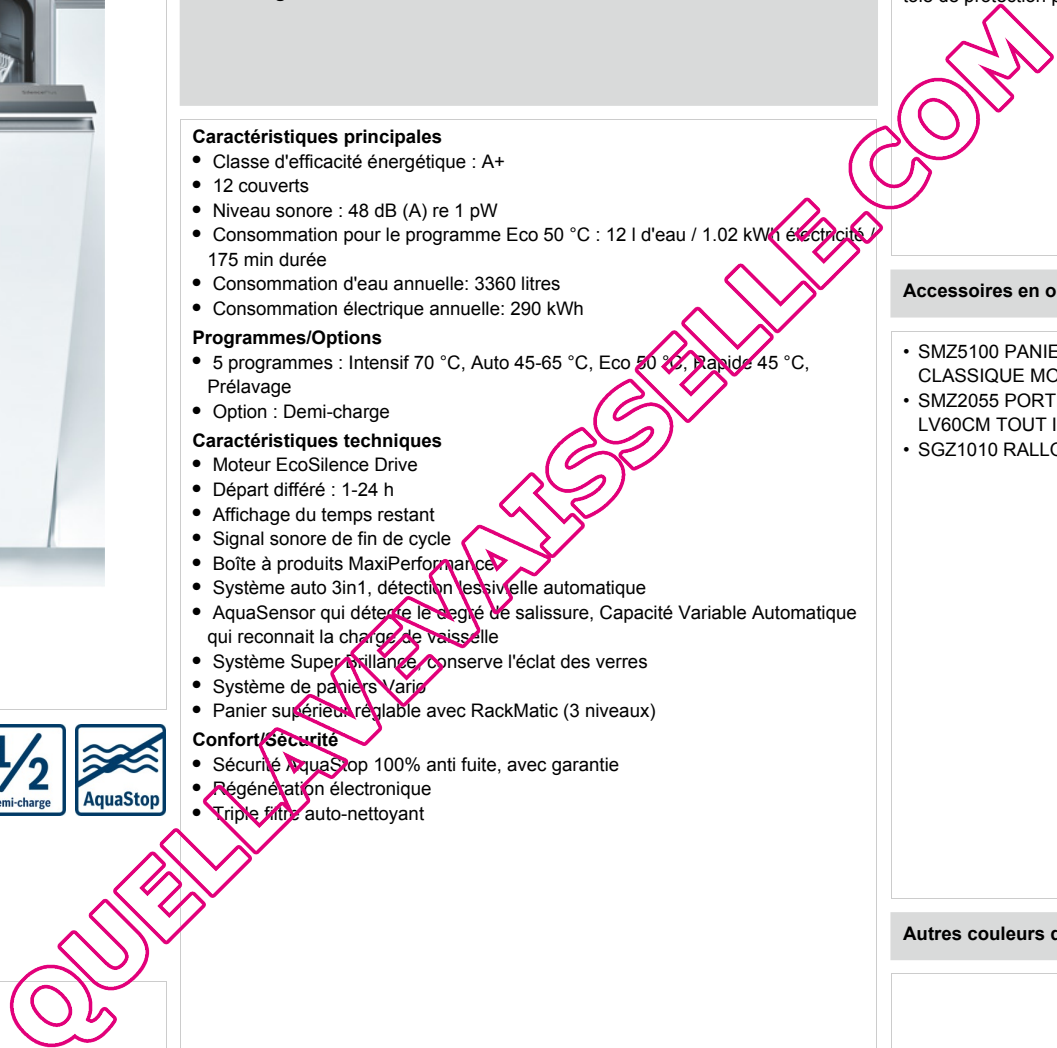 Caractéristiques principales
• Classe d'efficacité énergétique : A+
• 12 couverts
• Niveau sonore : 48 dB (A) re 1 pW
• Consommation pour le programme Eco 50 °C : 12 l d'eau / 1.02 kWh électricité /
175 min durée
• Consommation d'eau annuelle: 3360 litres
• Consommation électrique annuelle: 290 kWh
Programmes/Options
• 5 programmes : Intensif 70 °C, Auto 45-65 °C, Eco 50 °C, Rapide 45 °C,
Prélavage
• Option : Demi-charge
Caractéristiques techniques
• Moteur EcoSilence Drive
• Départ différé : 1-24 h
• Affichage du temps restant
• Signal sonore de fin de cycle
• Boîte à produits MaxiPerformance
• Système auto 3in1, détection lessivielle automatique
• AquaSensor qui détecte le degré de salissure, Capacité Variable Automatique
qui reconnait la charge de vaisselle
• Système Super Brillance, conserve l'éclat des verres
• Système de paniers Vario
• Panier supérieur réglable avec RackMatic (3 niveaux)
Confort/Sécurité
• Sécurité AquaStop 100% anti fuite, avec garantie
• Régénération électronique
• Triple filtre auto-nettoyant
1/2
emi-charge
AquaStop
Accessoires en o
• SMZ5100 PANIE
CLASSIQUE MO
• SMZ2055 PORT
LV60CM TOUT I
• SGZ1010 RALLO
Autres couleurs d
QUELLAVEVAISSELLE.COM